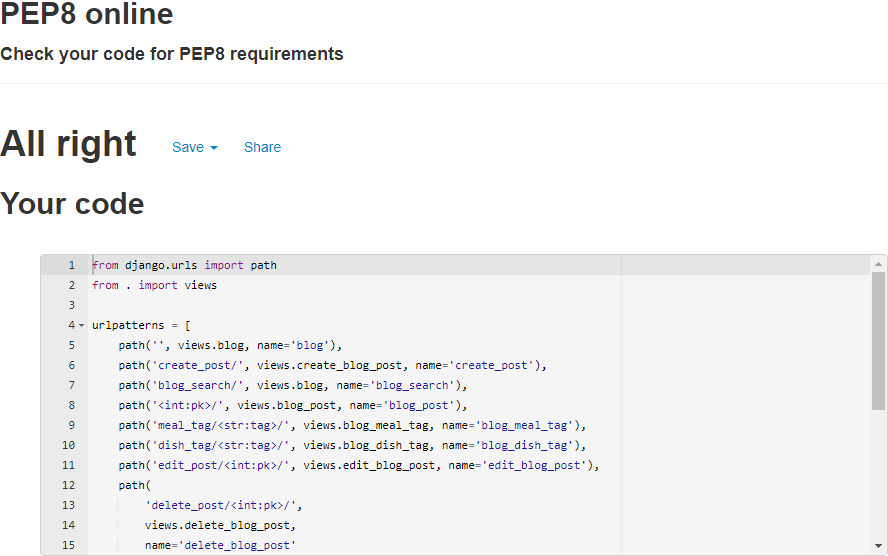 PEP8 online
Check your code for PEP8 requirements
All right Save Share
Your code
1 from django.urls import path
2 from . import views
3
4 urlpatterns = [
5 path('', views.blog, name='blog'),
6 path('create_post/', views.create_blog_post, name='create_post'),
7 path('blog_search/', views.blog, name='blog_search'),
8 path('<int:pk>/', views.blog_post, name='blog_post'),
9 path('meal_tag/<str:tag>/', views.blog_meal_tag, name='blog_meal_tag'),
10 path('dish_tag/<str:tag>/', views.blog_dish_tag, name='blog_dish_tag'),
11 path('edit_post/<int:pk>/', views.edit_blog_post, name='edit_blog_post'),
12 path(
13 'delete_post/<int:pk>/',
14 views.delete_blog_post,
15 name='delete_blog_post'